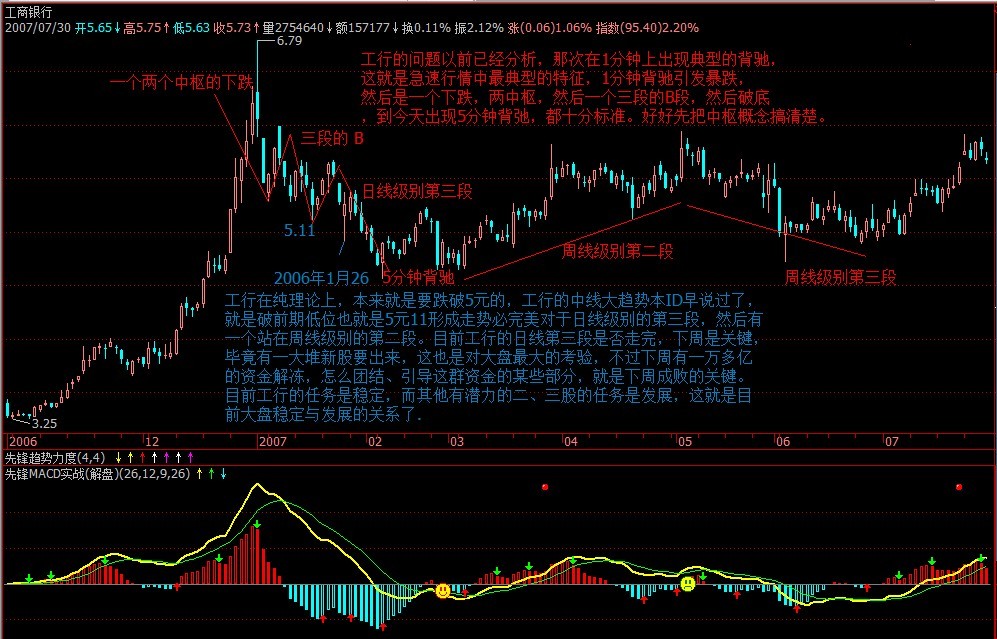 工商银行
2007/07/30 开5.65↓高5.75↑低5.63 收5.73↑量2754640↓额157177↓换0.11% 振2.12% 涨(0.06)1.06% 指数(95.40)2.20%
6.79
工行的问题以前已经分析，那次在1分钟上出现典型的背驰，
这就是急速行情中最典型的特征，1分钟背驰引发暴跌，
然后是一个下跌，两中枢，然后一个三段的B段，然后破底
，到今天出现5分钟背弛，都十分标准。好好先把中枢概念搞清楚。
一个两个中枢的下跌
三段的 B
日线级别第三段
5.11
周线级别第二段
2006年1月26
5分钟背驰
周线级别第三段
工行在纯理论上，本来就是要跌破5元的，工行的中线大趋势本ID早说过了，
就是破前期低位也就是5元11形成走势必完美对于日线级别的第三段，然后有
一个站在周线级别的第二段。目前工行的日线第三段是否走完，下周是关键，
毕竟有一大堆新股要出来，这也是对大盘最大的考验，不过下周有一万多亿
的资金解冻，怎么团结、引导这群资金的某些部分，就是下周成败的关键。
目前工行的任务是稳定，而其他有潜力的二、三股的任务是发展，这就是目
前大盘稳定与发展的关系了.
3.25
2006 12 2007 02 03 04 05 06 07
先锋趋势力度(4,4) ↓↑↑↑↑↑↑
先锋MACD实战(解盘)(26,12,9,26) ↑↑↓